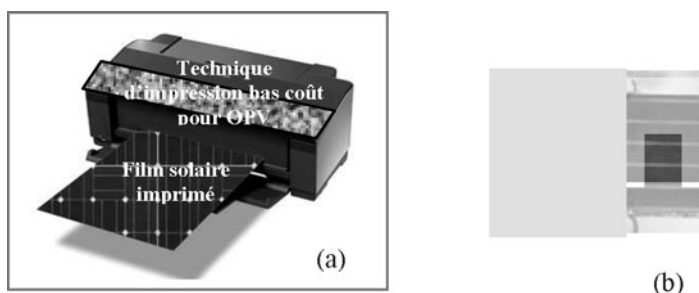 Technique
d'impression bas coût
pour OPV
Film solaire
imprimé
(a)
(b)